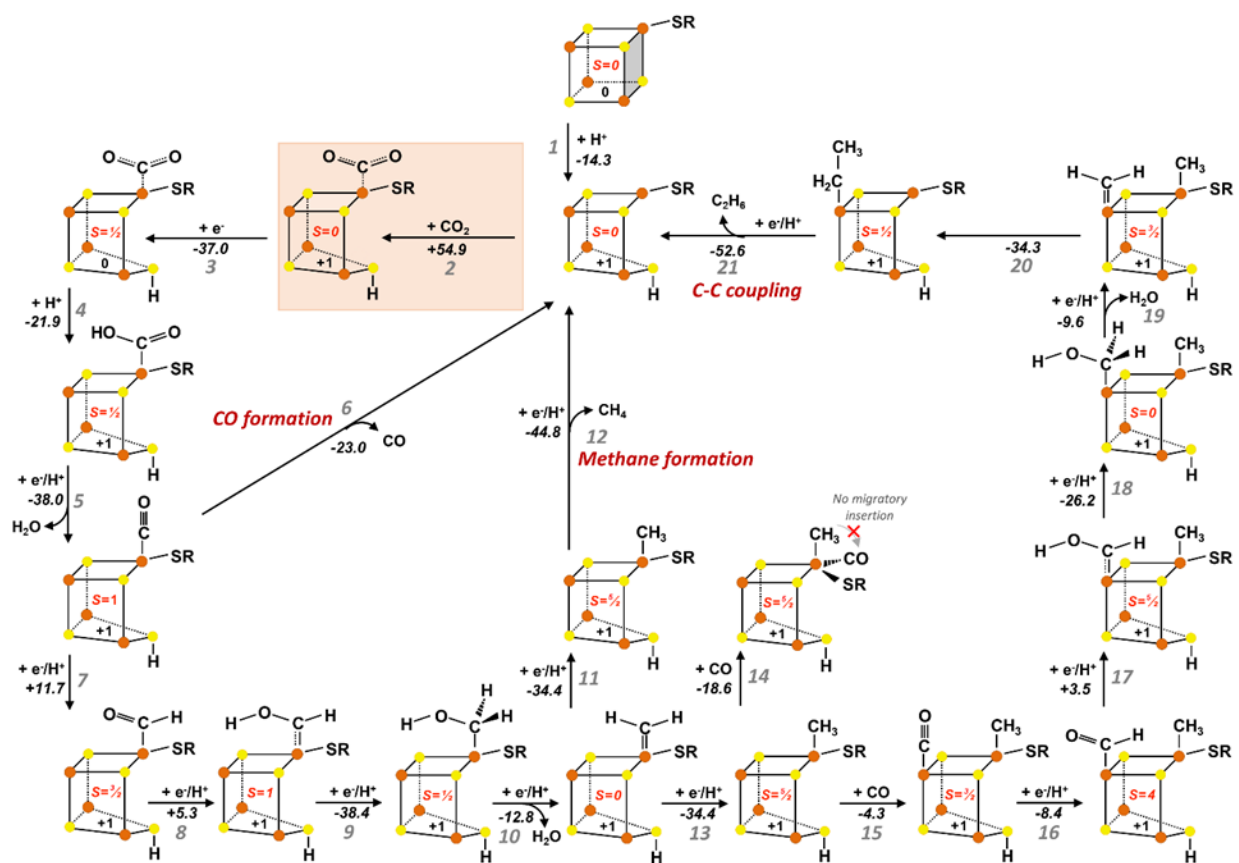 SR
S=0
0
1
+ H⁺
-14.3
O
C
O
SR
S=½
0
+ e⁻
-37.0
3
O
C
O
SR
S=0
+1
H
+ CO₂
+54.9
2
SR
S=0
+1
H
C₂H₆
+ e⁻/H⁺
-52.6
21
C-C coupling
CH₃
H₂C
SR
S=½
+1
H
-34.3
20
H
H
C
CH₃
SR
S=³⁄₂
+1
H
H
+ H⁺
-21.9
4
HO
C
O
SR
S=½
+1
H
+ e⁻/H⁺
-38.0
5
H₂O
CO formation
6
-23.0
CO
+ e⁻/H⁺
-44.8
CH₄
12
Methane formation
+ e⁻/H⁺
-9.6
H₂O
19
H
O
C
H
H
CH₃
SR
S=0
+1
H
+ e⁻/H⁺
-26.2
18
O
C
SR
S=1
+1
H
CH₃
SR
S=⁵⁄₂
+1
H
No migratory
insertion
CH₃
CO
SR
S=⁵⁄₂
+1
H
H
O
C
H
CH₃
SR
S=⁵⁄₂
+1
H
+ e⁻/H⁺
+11.7
7
+ e⁻/H⁺
-34.4
11
+ CO
-18.6
14
+ e⁻/H⁺
+3.5
17
O
C
H
SR
S=³⁄₂
+1
H
+ e⁻/H⁺
+5.3
8
H
O
C
H
SR
S=1
+1
H
+ e⁻/H⁺
-38.4
9
H
O
C
H
H
SR
S=½
+1
H
+ e⁻/H⁺
-12.8
10
H₂O
H
H
C
SR
S=0
+1
H
+ e⁻/H⁺
-34.4
13
CH₃
SR
S=⁵⁄₂
+1
H
+ CO
-4.3
15
O
C
CH₃
SR
S=³⁄₂
+1
H
+ e⁻/H⁺
-8.4
16
O
C
H
CH₃
SR
S=4
+1
H